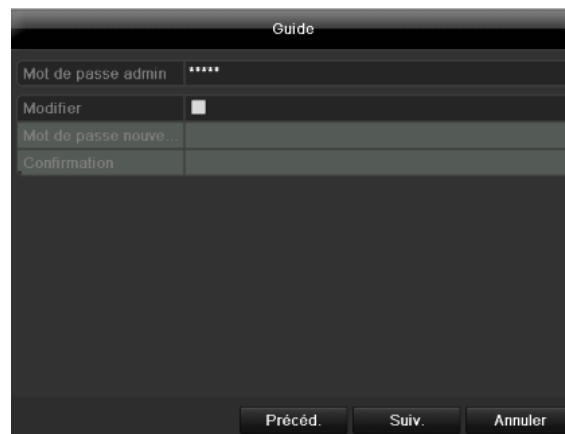 Guide
Mot de passe admin *****
Modifier
Mot de passe nouve...
Confirmation
Précéd. Suiv. Annuler